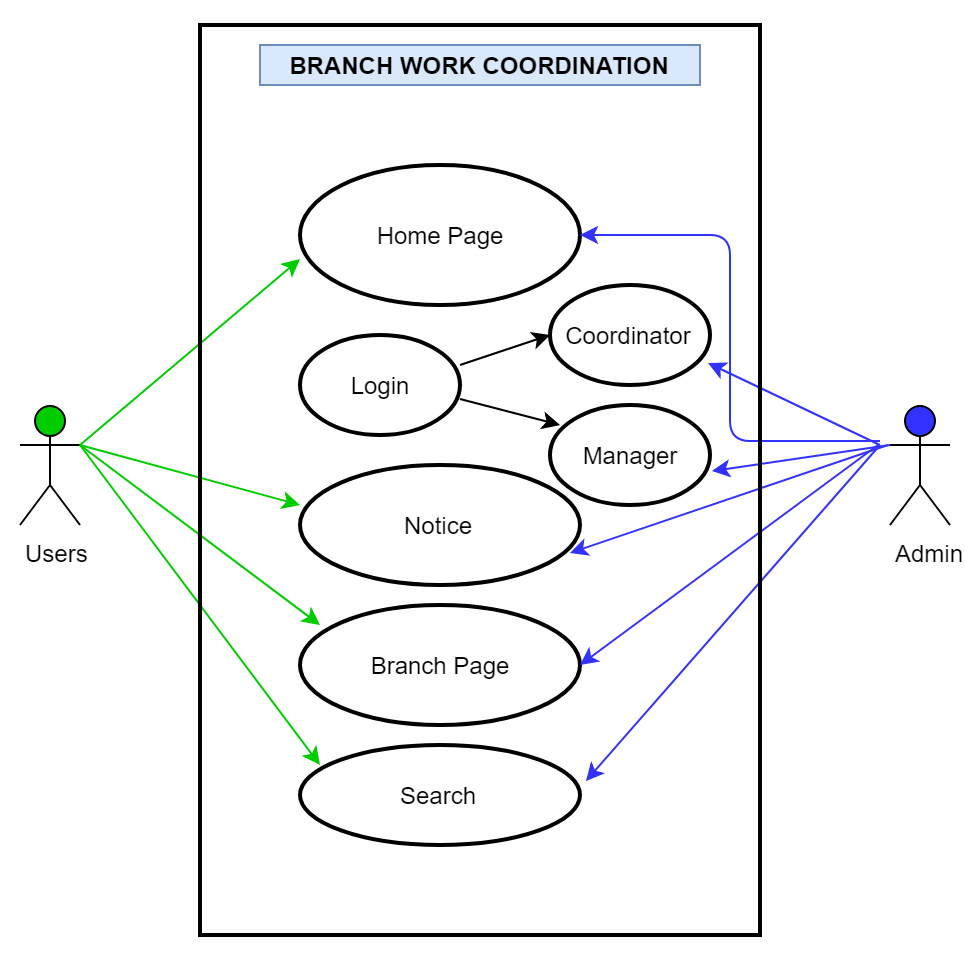 BRANCH WORK COORDINATION
Home Page
Coordinator
Login
Manager
Notice
Users
Admin
Branch Page
Search